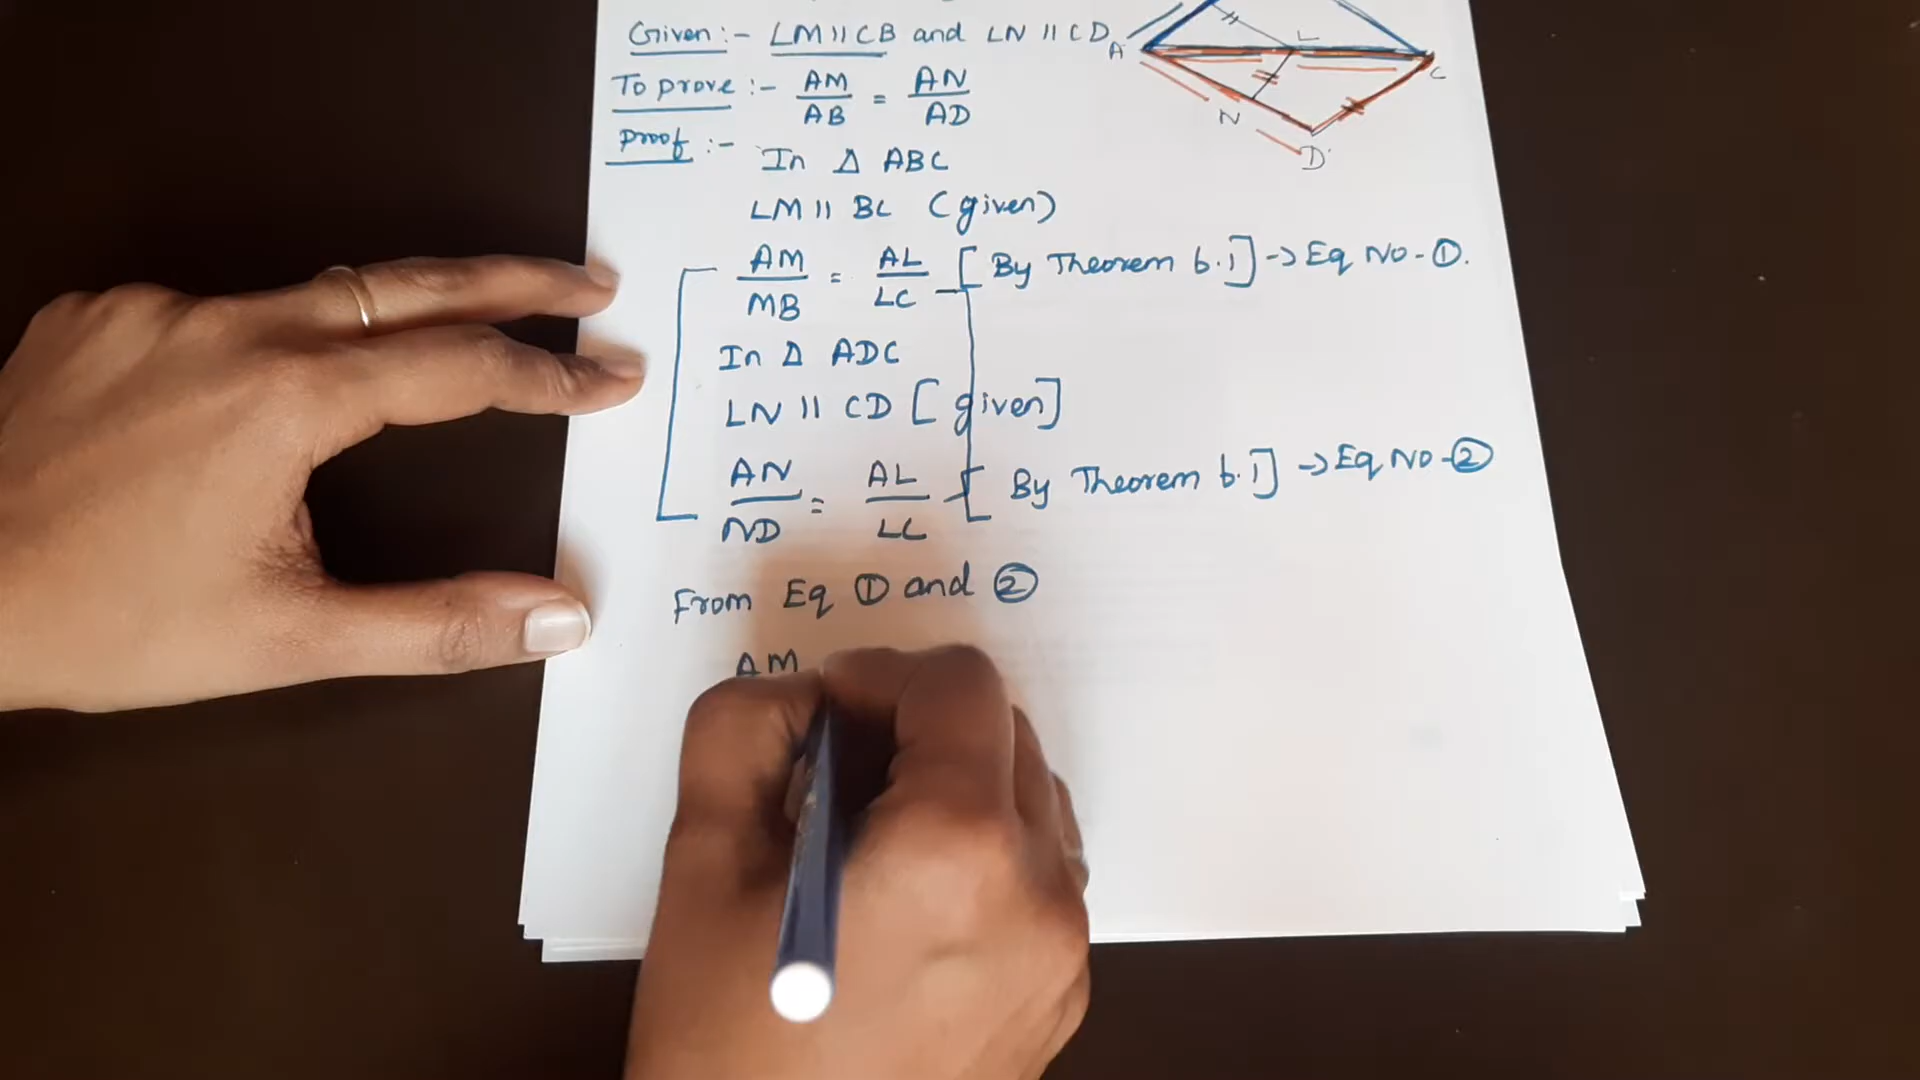 Given :- LM || CB and LN || CD
To prove :- AM/AB = AN/AD
Proof :-
In Δ ABC
LM || BC (given)
AM/MB = AL/LC [By Theorem 6.1] → Eq No - ①.
In Δ ADC
LN || CD [given]
AN/ND = AL/LC [By Theorem 6.1] → Eq No - ②
From Eq ① and ②
AM
A
L
C
N
D